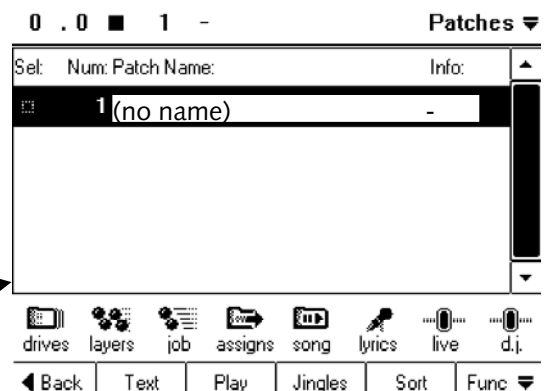 0 . 0 ■ 1 - Patches
Sel: Num: Patch Name: Info:
1 (no name) -
drives layers job assigns song lyrics live d.j.
Back Text Play Jingles Sort Func